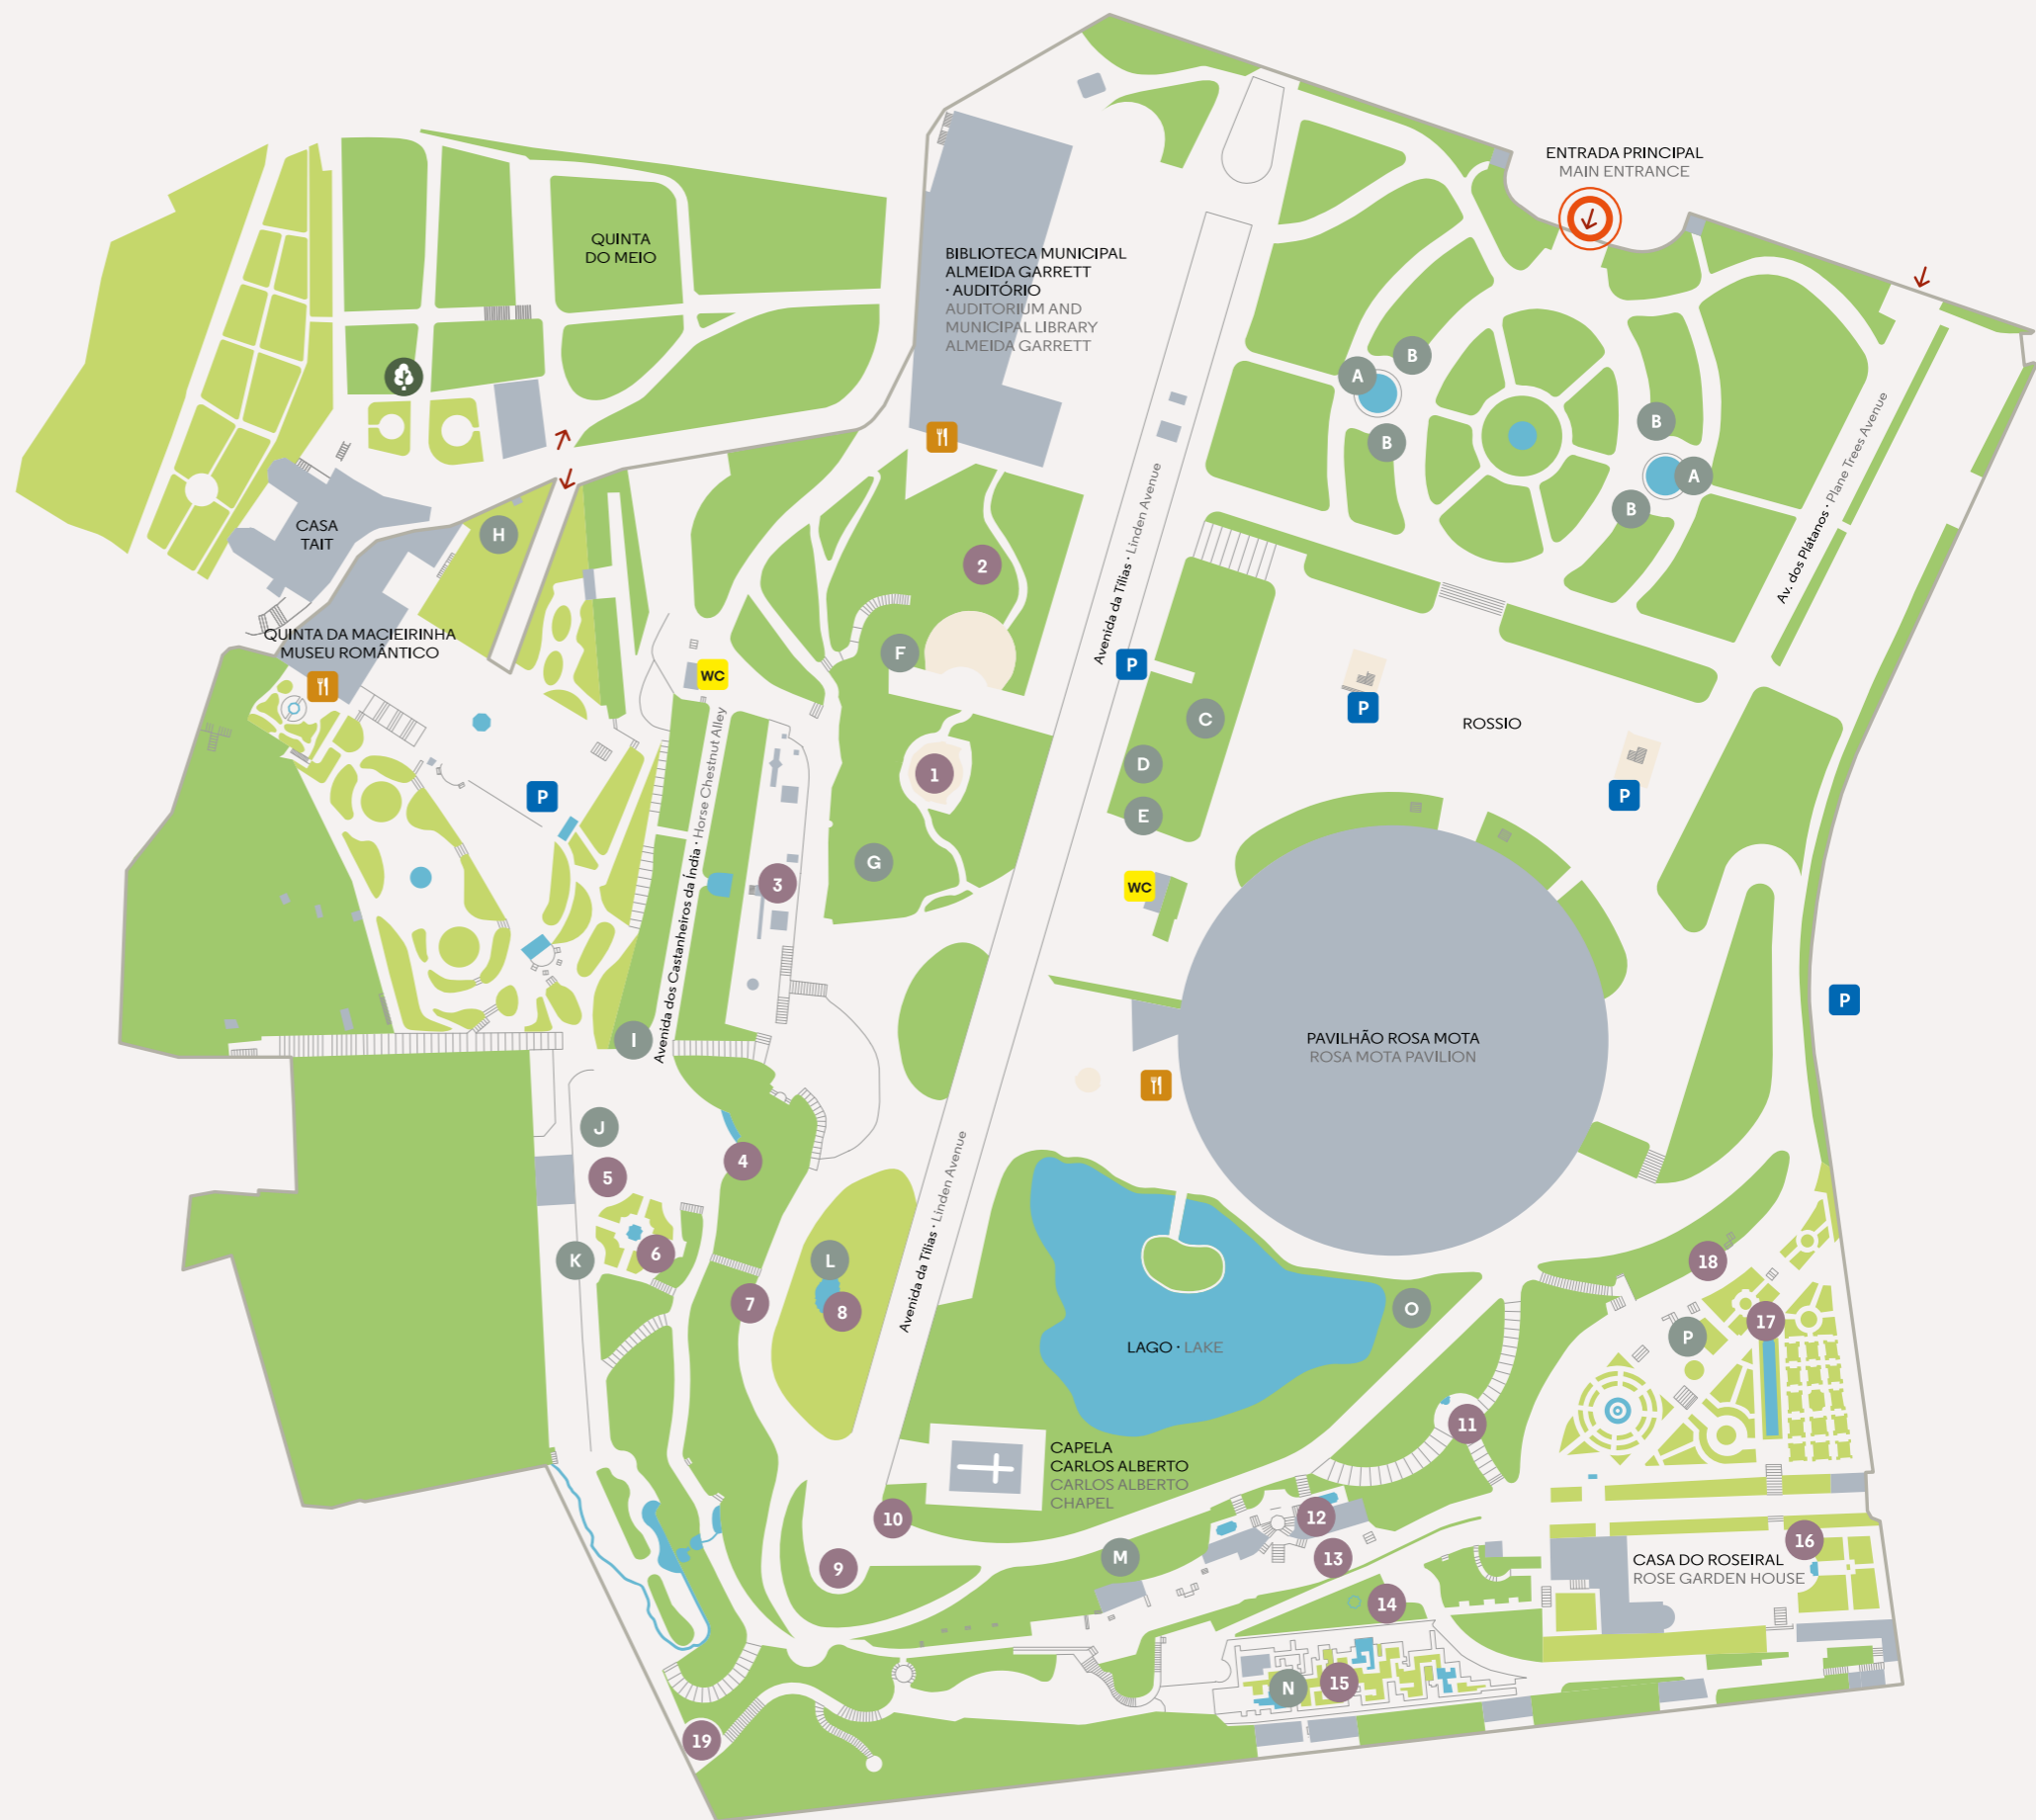 ENTRADA PRINCIPAL
MAIN ENTRANCE
QUINTA
DO MEIO
BIBLIOTECA MUNICIPAL
ALMEIDA GARRETT
· AUDITÓRIO
AUDITORIUM AND
MUNICIPAL LIBRARY
ALMEIDA GARRETT
A
B
B
B
A
B
Av. dos Plátanos · Plane Trees Avenue
Avenida da Tílias · Linden Avenue
CASA
TAIT
H
2
QUINTA DA MACIEIRINHA
MUSEU ROMÂNTICO
F
WC
P
P
C
ROSSIO
D
1
P
P
E
G
3
WC
Avenida dos Castanheiros da Índia · Horse Chestnut Alley
P
I
PAVILHÃO ROSA MOTA
ROSA MOTA PAVILION
J
4
5
K
6
L
7
8
Avenida da Tílias · Linden Avenue
18
O
17
P
LAGO · LAKE
11
CAPELA
CARLOS ALBERTO
CARLOS ALBERTO
CHAPEL
10
12
9
M
13
16
CASA DO ROSEIRAL
ROSE GARDEN HOUSE
14
N
15
19